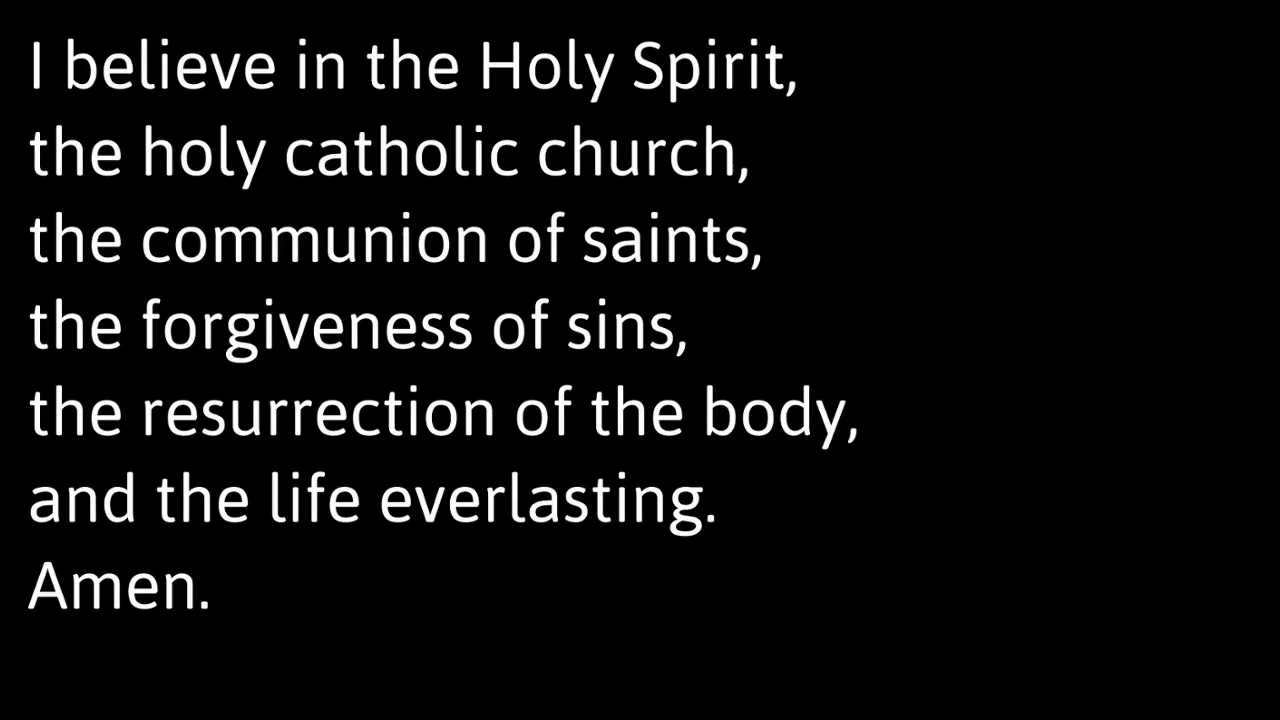 I believe in the Holy Spirit,
the holy catholic church,
the communion of saints,
the forgiveness of sins,
the resurrection of the body,
and the life everlasting.
Amen.